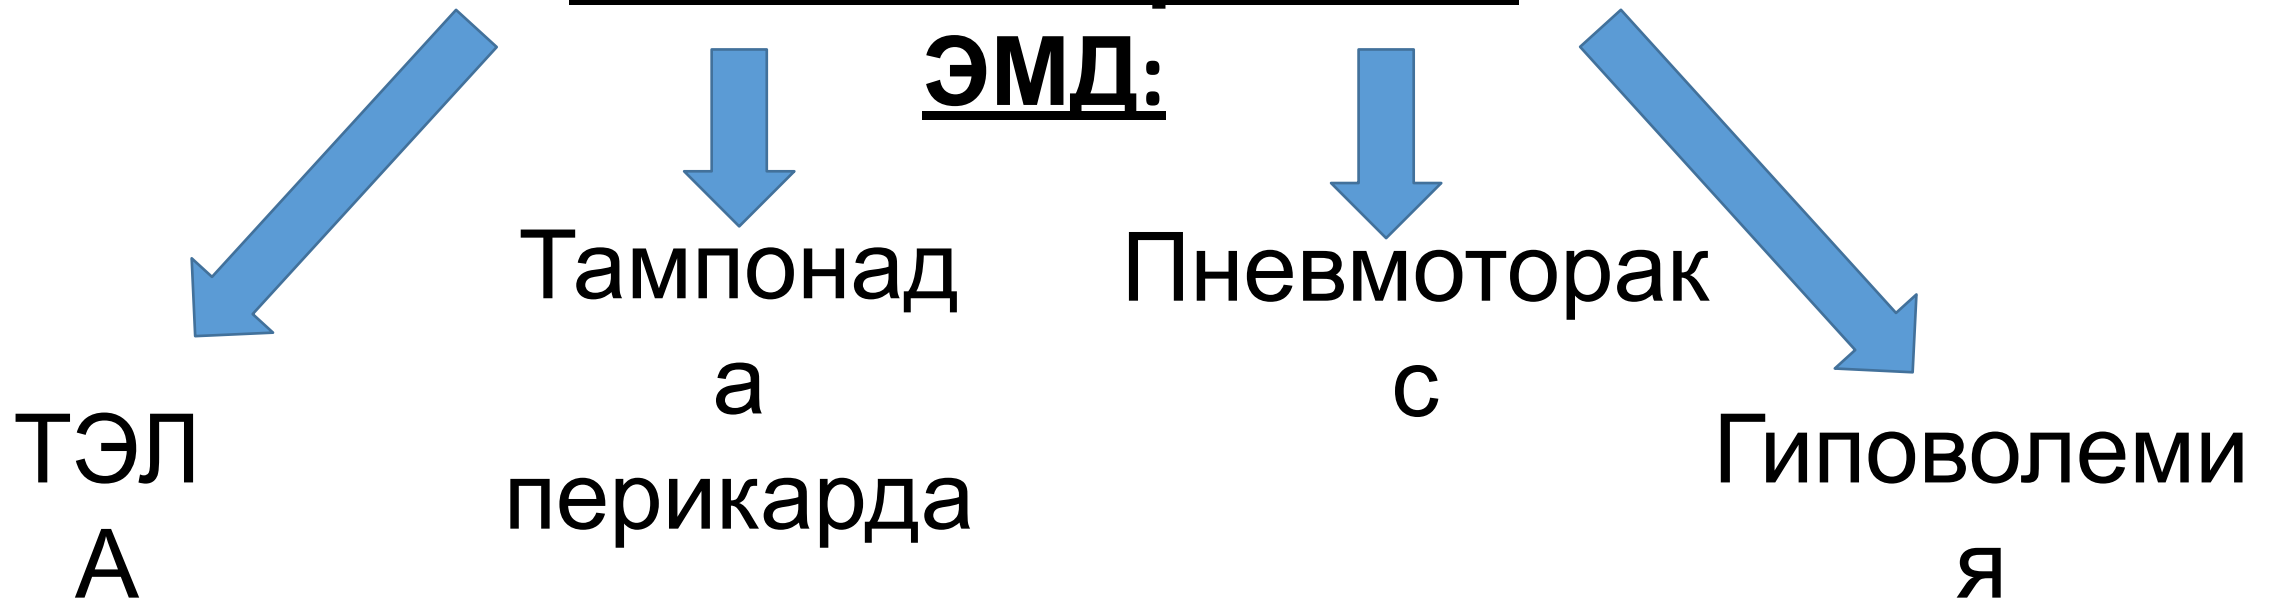 ЭМД:
Тампонад
а
перикарда
Пневмоторак
с
ТЭЛ
А
Гиповолеми
я